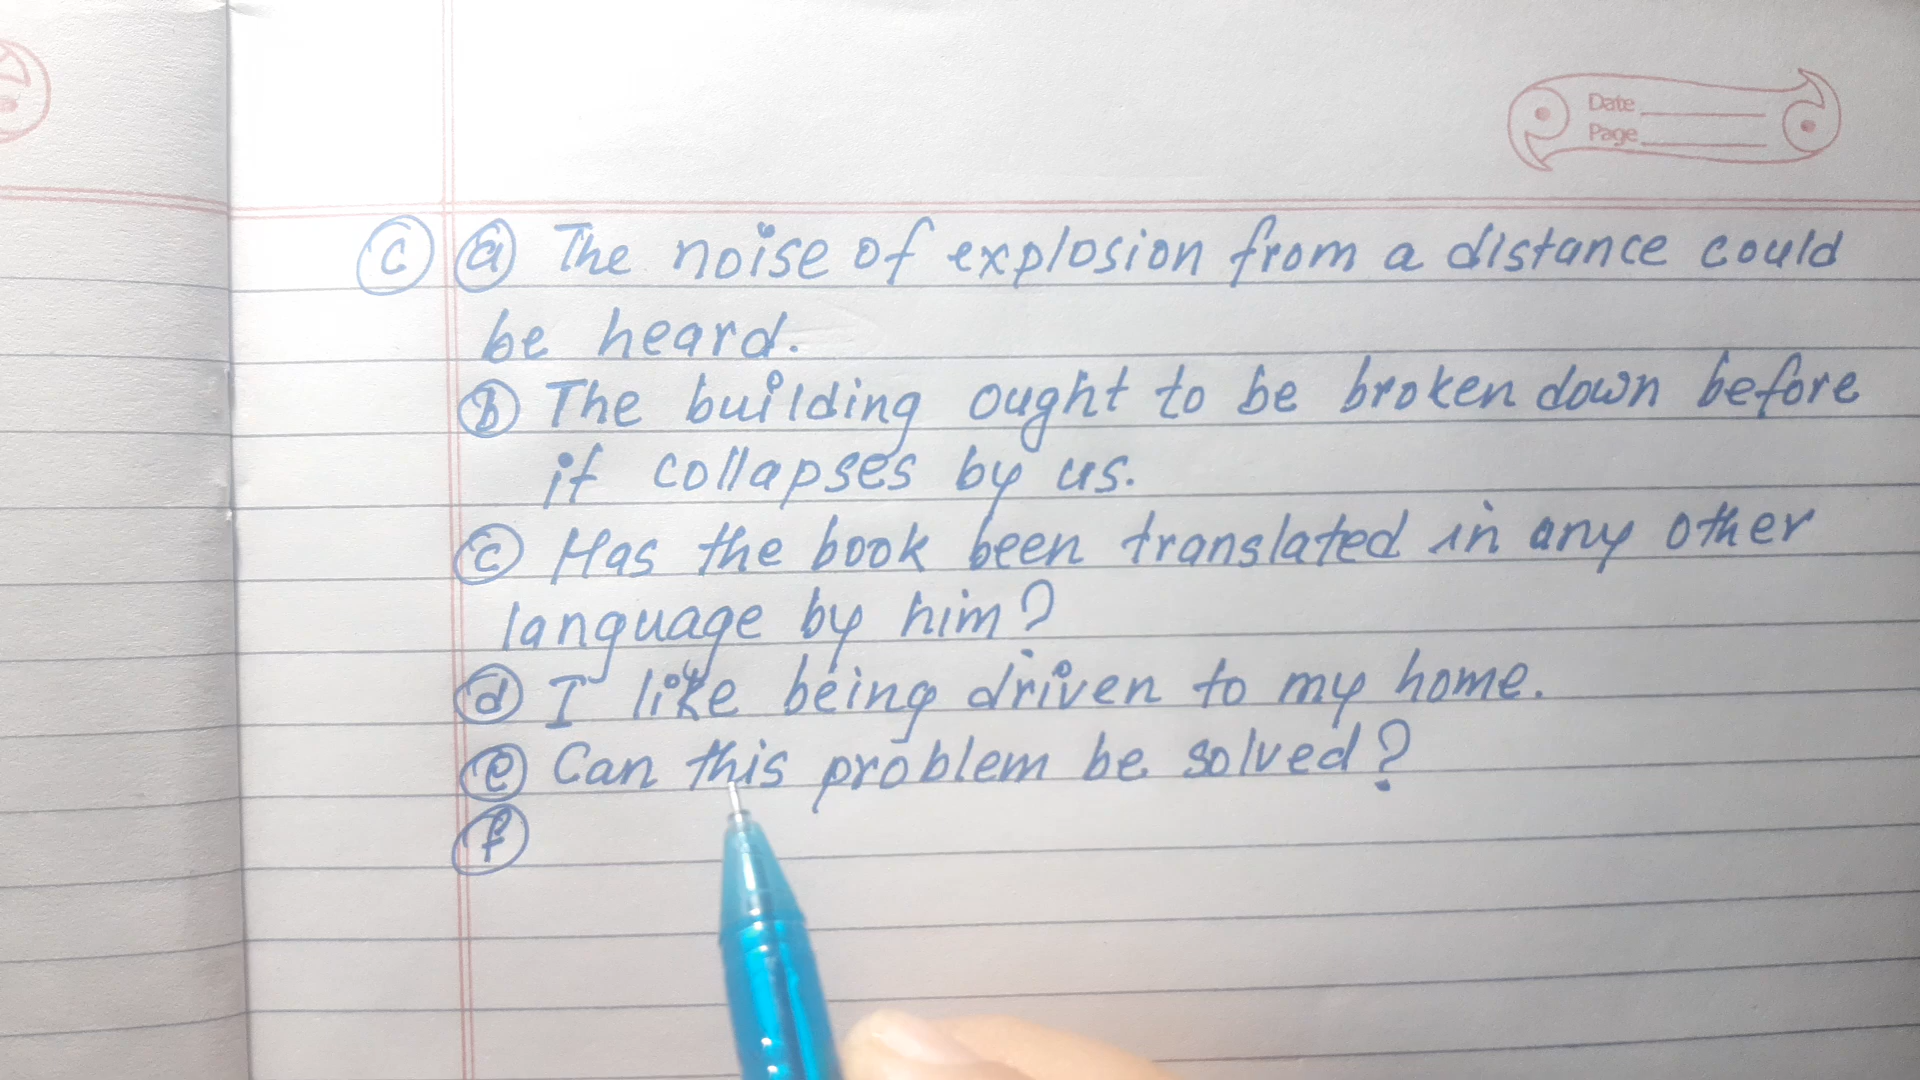 Date
Page
(c) (a) The noise of explosion from a distance could
be heard.
(b) The building ought to be broken down before
it collapses by us.
(c) Has the book been translated in any other
language by him?
(d) I like being driven to my home.
(e) Can this problem be solved?
(f)